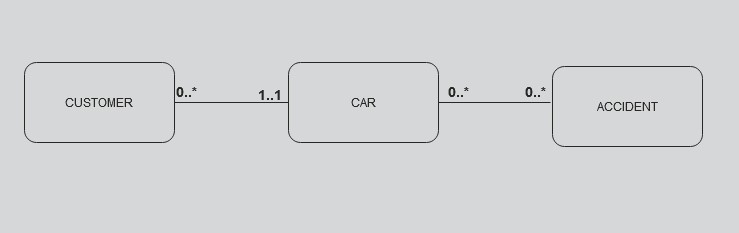 CUSTOMER
0..*
1..1
CAR
0..*
0..*
ACCIDENT